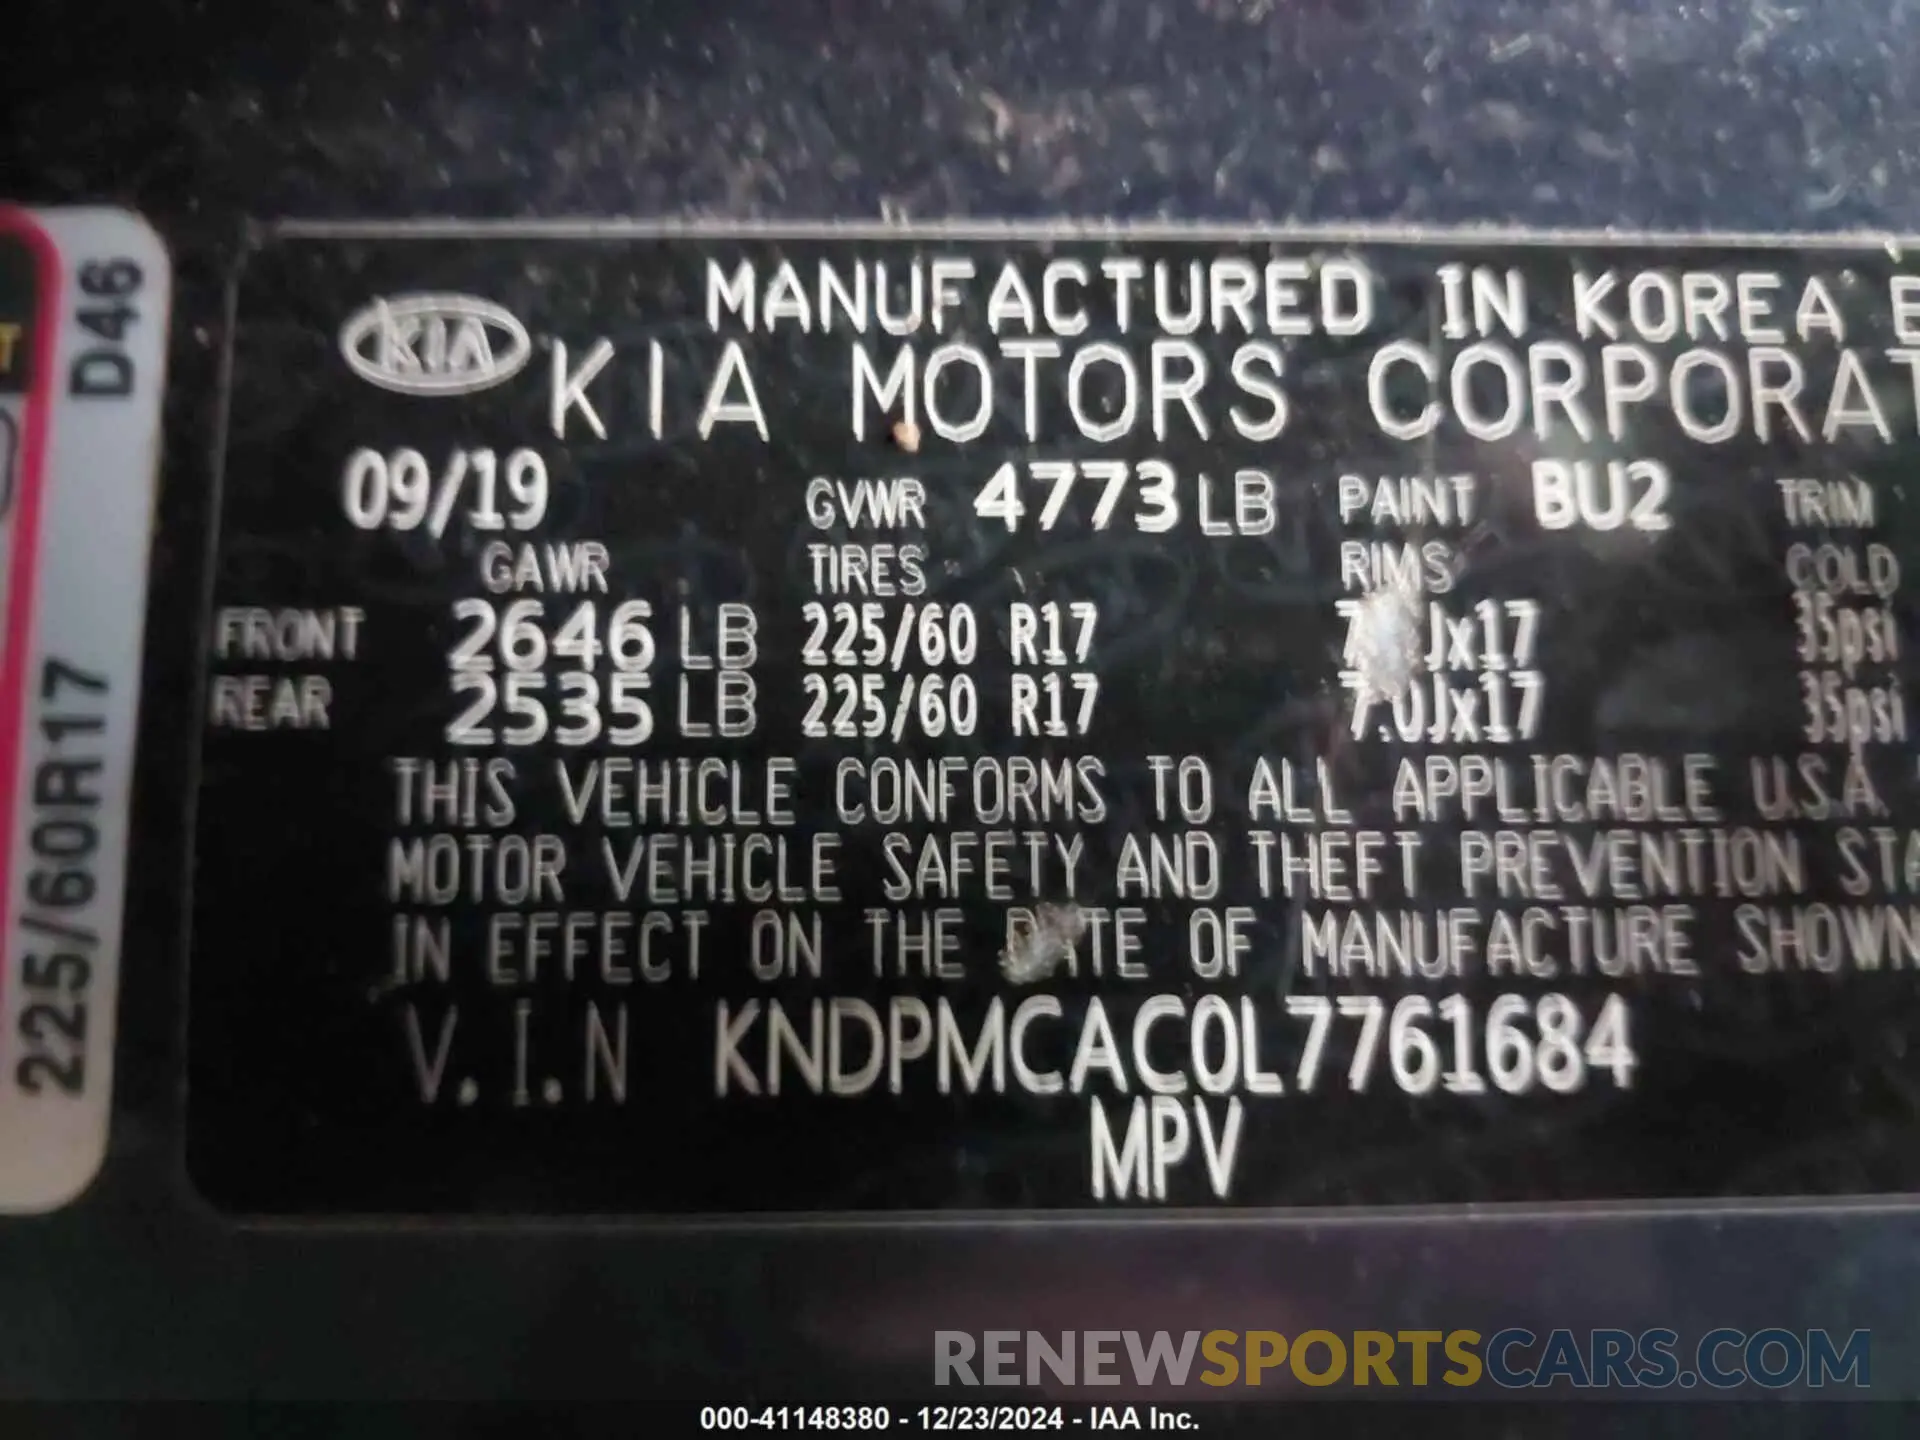 KIA
MANUFACTURED IN KOREA
KIA MOTORS CORPORAT
09/19 GVWR 4773 LB PAINT BU2 TRIM
GAWR TIRES RIMS COLD
FRONT 2646 LB 225/60 R17 Jx17 35psi
REAR 2535 LB 225/60 R17 7.0Jx17 35psi
THIS VEHICLE CONFORMS TO ALL APPLICABLE U.S.A.
MOTOR VEHICLE SAFETY AND THEFT PREVENTION STA
IN EFFECT ON THE DATE OF MANUFACTURE SHOWN
V.I.N KNDPMCAC0L7761684
MPV
225/60R17 D46
RENEWSPORTSCARS.COM
000-41148380 - 12/23/2024 - IAA Inc.